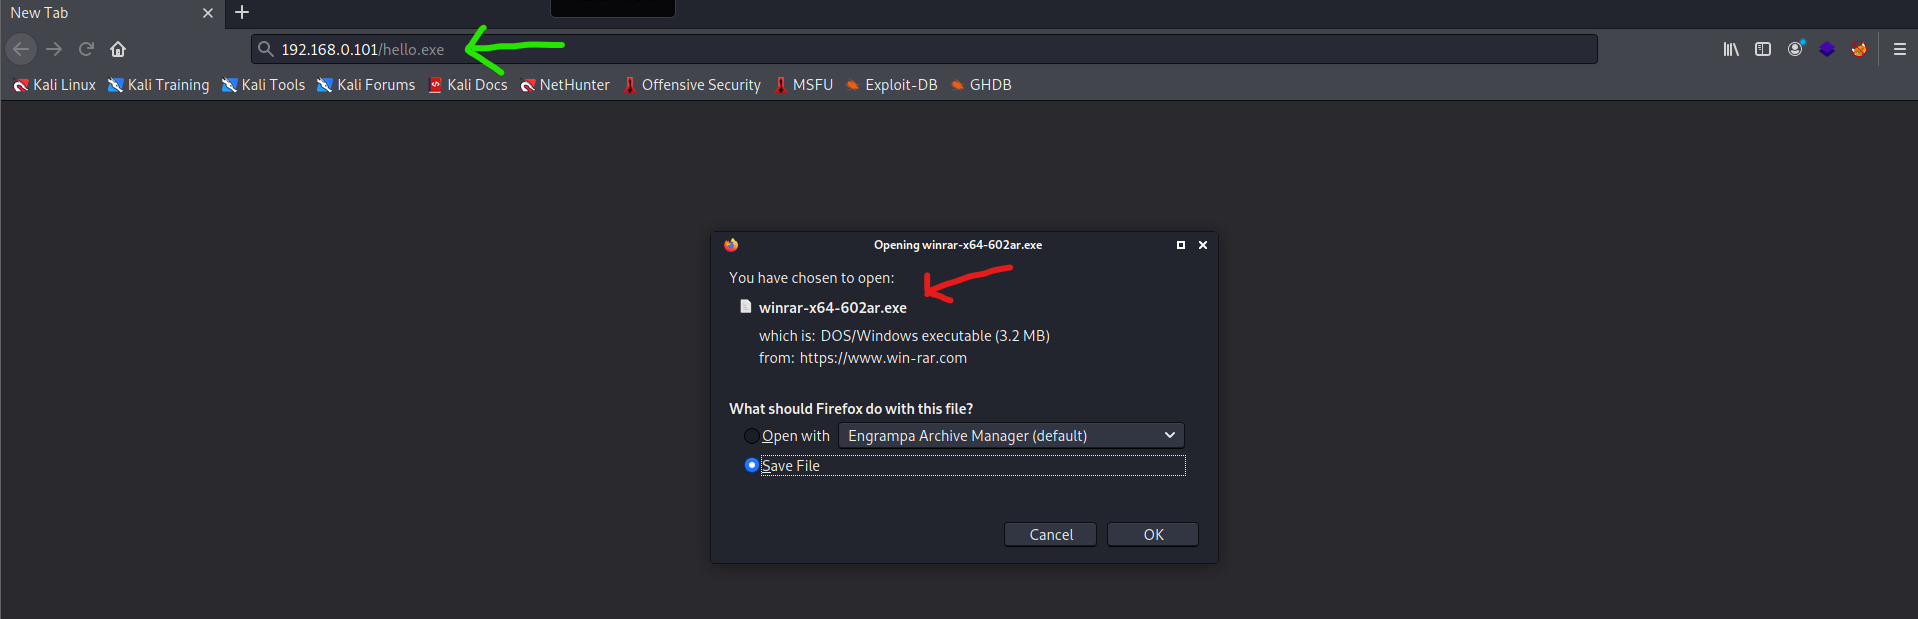 New Tab
192.168.0.101/hello.exe
Kali Linux Kali Training Kali Tools Kali Forums Kali Docs NetHunter Offensive Security MSFU Exploit-DB GHDB
Opening winrar-x64-602ar.exe
You have chosen to open:
winrar-x64-602ar.exe
which is: DOS/Windows executable (3.2 MB)
from: https://www.win-rar.com
What should Firefox do with this file?
Open with Engrampa Archive Manager (default)
Save File
Cancel OK